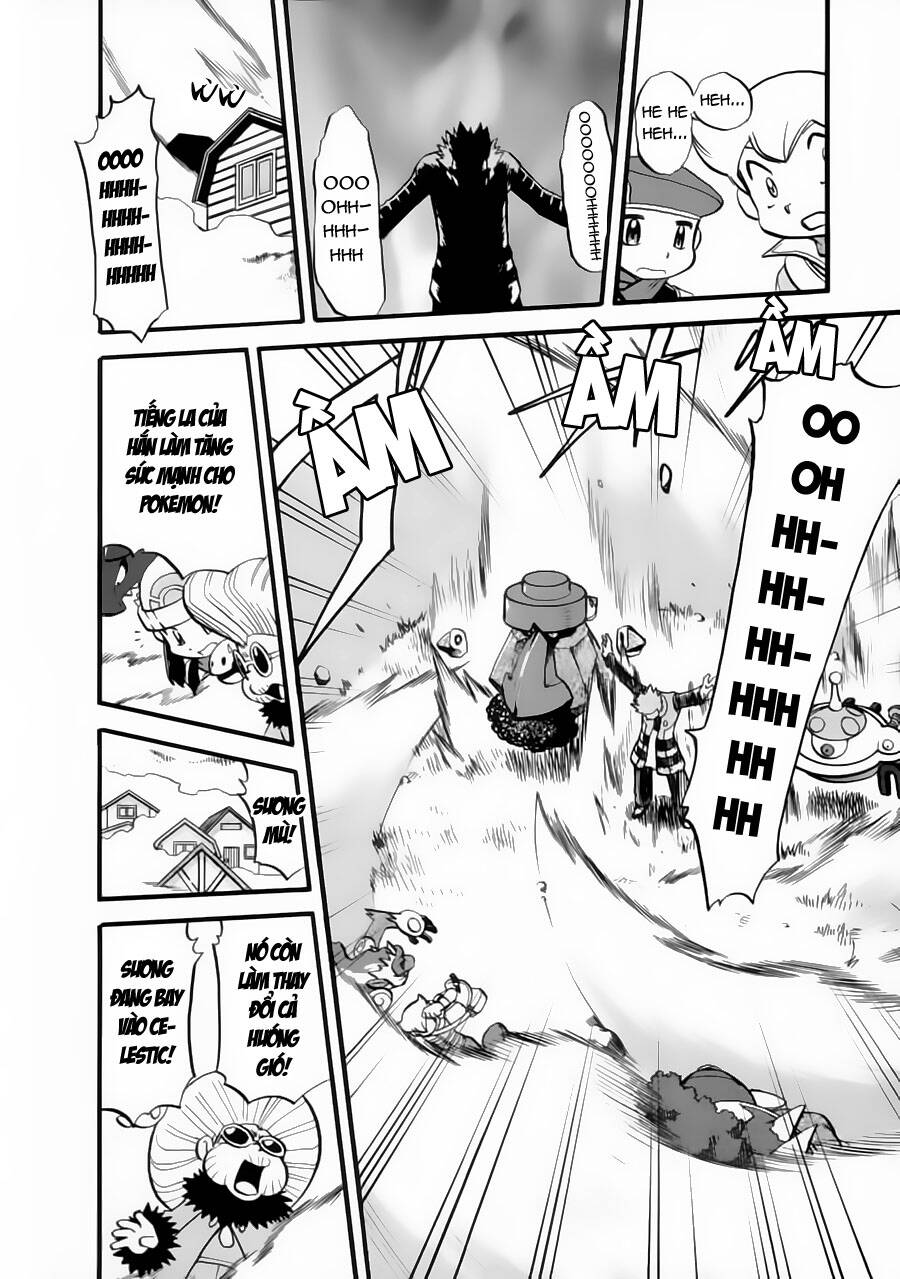 HEH...
HE HE
HEH...
OOOOOOOOHHHHHHH
OOO
OHH-
HHH-
HHH
VÙ VÙ
OOOO
HHHH-
HHHH-
HHHH-
HHHHH
ẦM
ẦM
ẦM
OO
OH
HH-
HH-
HH-
HHH
HH
HH
TIẾNG LA CỦA
HẮN LÀM TĂNG
SỨC MẠNH CHO
POKEMON!
SƯƠNG
MÙ!
NÓ CÒN
LÀM THAY
ĐỔI CẢ
HƯỚNG
GIÓ!
SƯƠNG
ĐANG BAY
VÀO CE-
LESTIC!